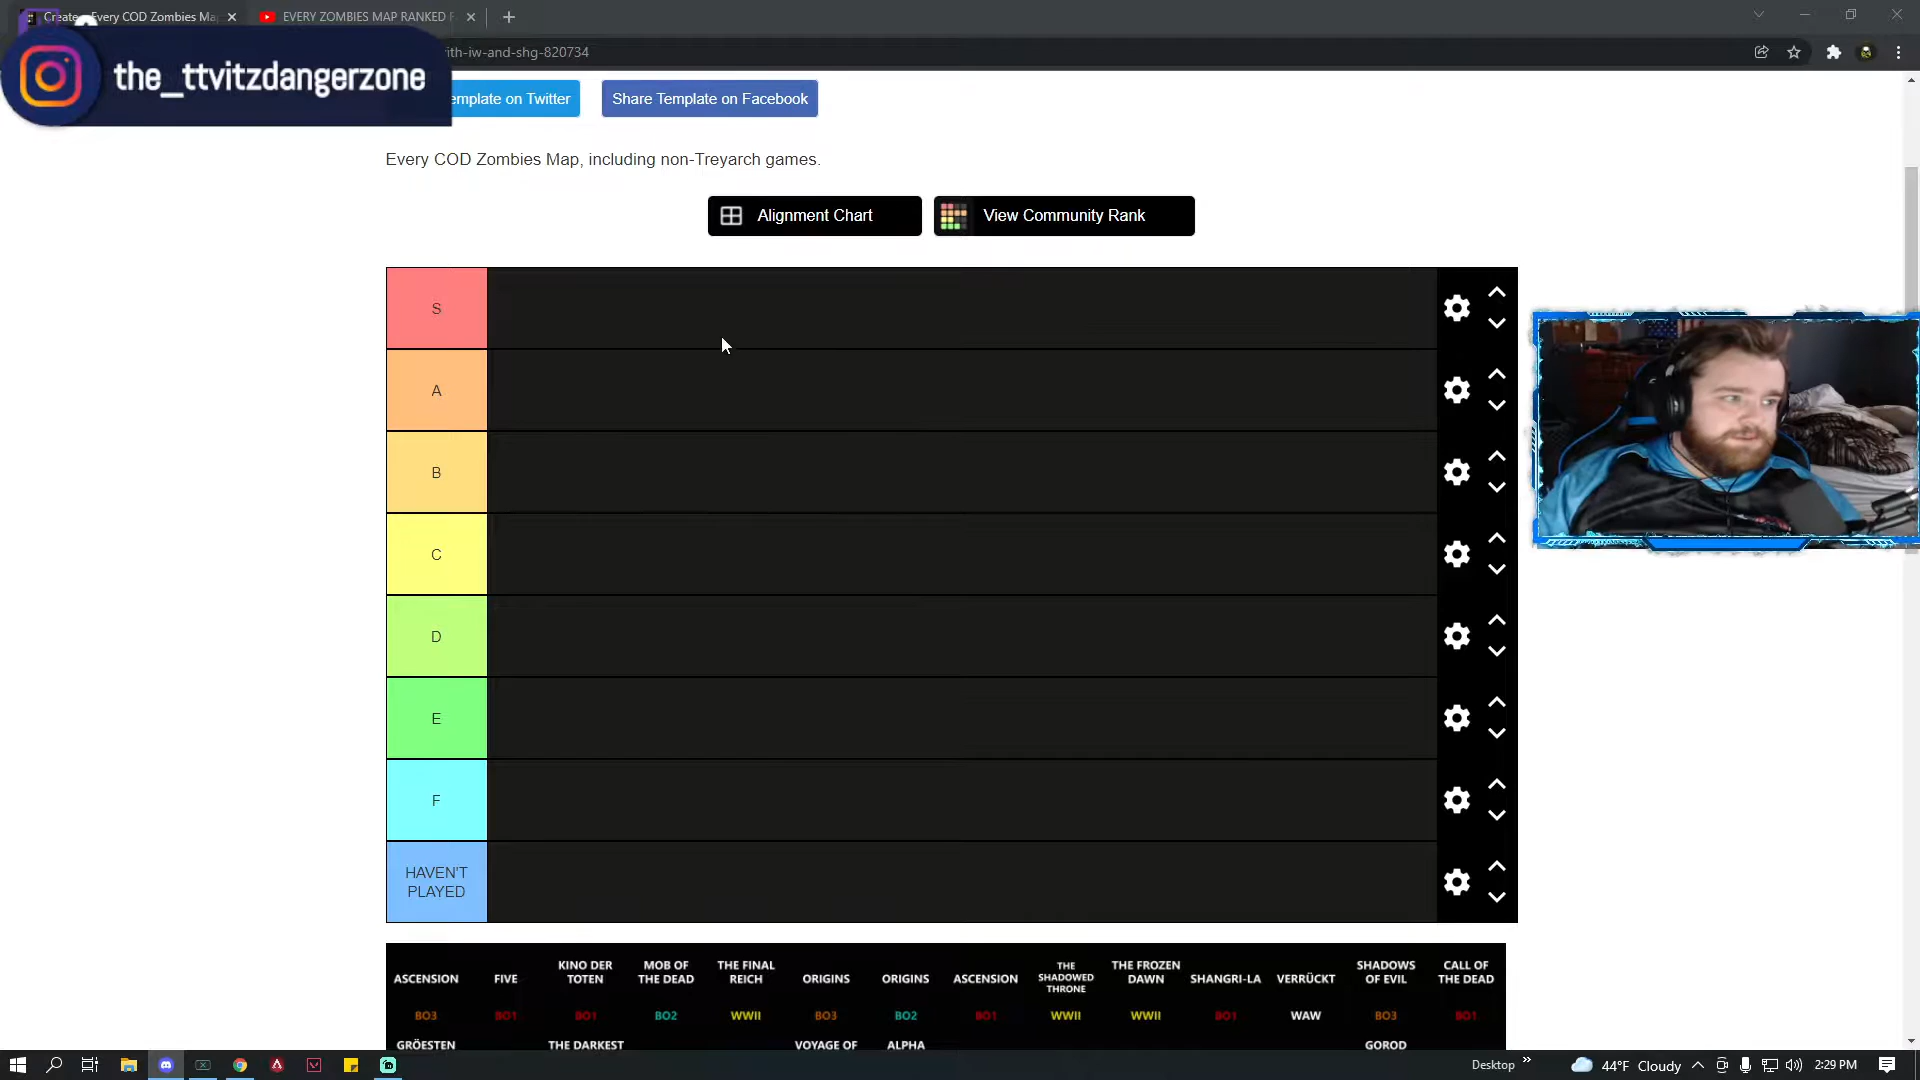 Create
Every COD Zombies Ma
EVERY ZOMBIES MAP RANKED
ith-iw-and-shg-820734
the_ttvitzdangerzone
emplate on Twitter
Share Template on Facebook
Every COD Zombies Map, including non-Treyarch games.
Alignment Chart
View Community Rank
S
A
B
C
D
E
F
HAVEN'T
PLAYED
ASCENSION
BO3
FIVE
BO1
KINO DER
TOTEN
BO1
MOB OF
THE DEAD
BO2
THE FINAL
REICH
WWII
ORIGINS
BO3
ORIGINS
BO2
ASCENSION
BO1
THE
SHADOWED
THRONE
WWII
THE FROZEN
DAWN
WWII
SHANGRI-LA
BO1
VERRÜCKT
WAW
SHADOWS
OF EVIL
BO3
CALL OF
THE DEAD
BO1
GRÖESTEN
THE DARKEST
VOYAGE OF
ALPHA
GOROD
Desktop
44°F Cloudy
2:29 PM